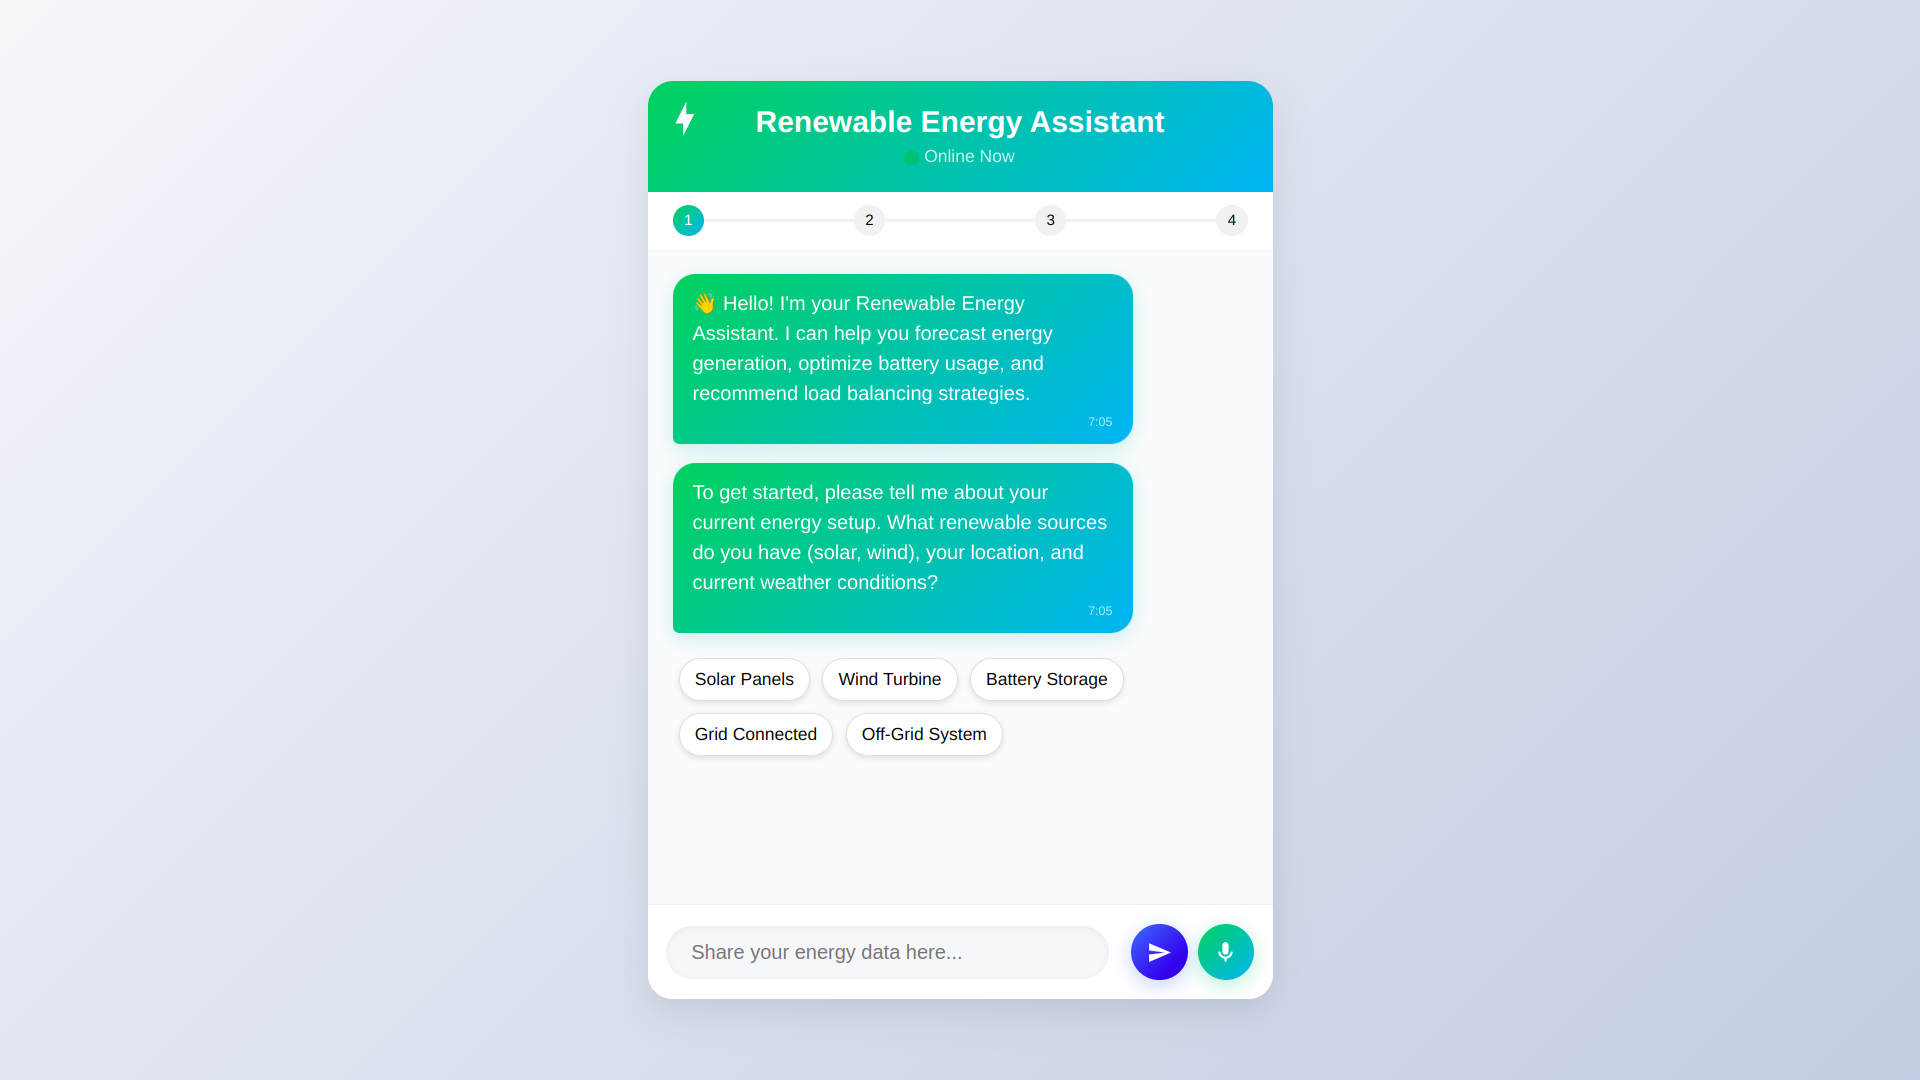 Renewable Energy Assistant
Online Now
1 2 3 4
👋 Hello! I'm your Renewable Energy
Assistant. I can help you forecast energy
generation, optimize battery usage, and
recommend load balancing strategies.
7:05
To get started, please tell me about your
current energy setup. What renewable sources
do you have (solar, wind), your location, and
current weather conditions?
7:05
Solar Panels Wind Turbine Battery Storage
Grid Connected Off-Grid System
Share your energy data here...